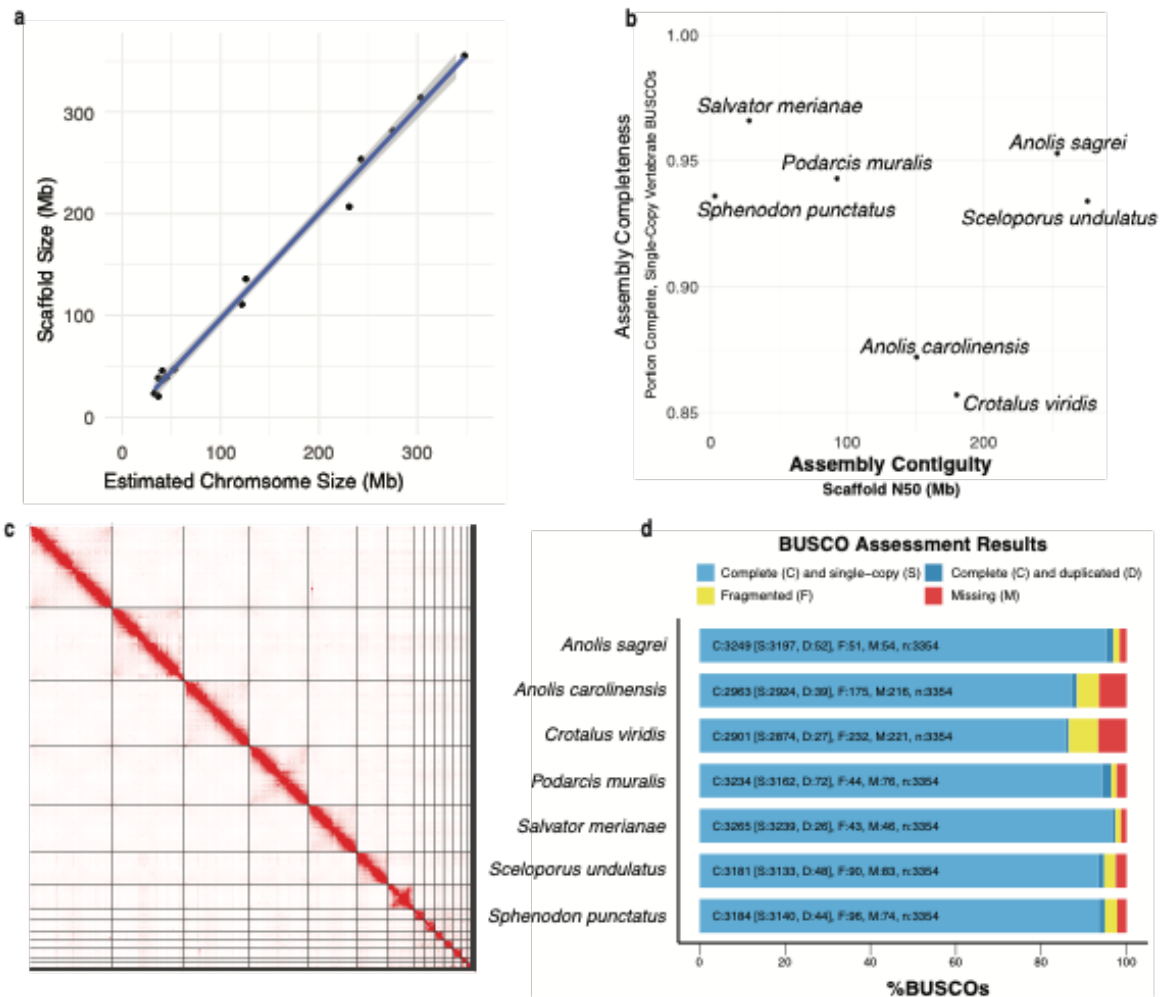 a
Scaffold Size (Mb)
300
200
100
0
0 100 200 300
Estimated Chromsome Size (Mb)
b
Assembly Completeness
Portion Complete, Single-Copy Vertebrate BUSCOs
1.00
0.95
0.90
0.85
Salvator merianae
Anolis sagrei
Podarcis muralis
Sphenodon punctatus
Sceloporus undulatus
Anolis carolinensis
Crotalus viridis
0 100 200
Assembly Contiguity
Scaffold N50 (Mb)
c
d
BUSCO Assessment Results
Complete (C) and single-copy (S) Complete (C) and duplicated (D)
Fragmented (F) Missing (M)
Anolis sagrei C:3249 [S:3197, D:52], F:51, M:54, n:3354
Anolis carolinensis C:2963 [S:2924, D:39], F:175, M:216, n:3354
Crotalus viridis C:2901 [S:2874, D:27], F:232, M:221, n:3354
Podarcis muralis C:3234 [S:3162, D:72], F:44, M:76, n:3354
Salvator merianae C:3265 [S:3239, D:26], F:43, M:46, n:3354
Sceloporus undulatus C:3181 [S:3133, D:48], F:90, M:83, n:3354
Sphenodon punctatus C:3184 [S:3140, D:44], F:96, M:74, n:3354
0 20 40 60 80 100
%BUSCOs